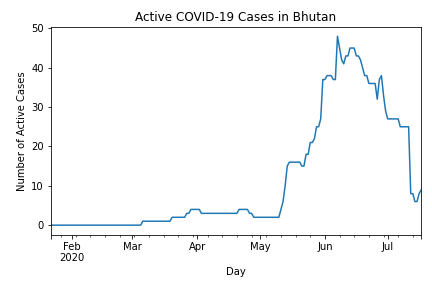 Active COVID-19 Cases in Bhutan
Number of Active Cases
50
40
30
20
10
0
Feb
2020
Mar
Apr
May
Jun
Jul
Day